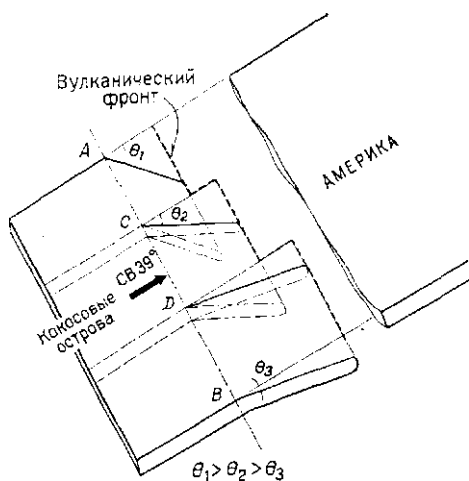 Вулканический
фронт
A
θ₁
АМЕРИКА
C
θ₂
СВ 39°
Кокосовые
острова
D
θ₃
B
θ₁ > θ₂ > θ₃